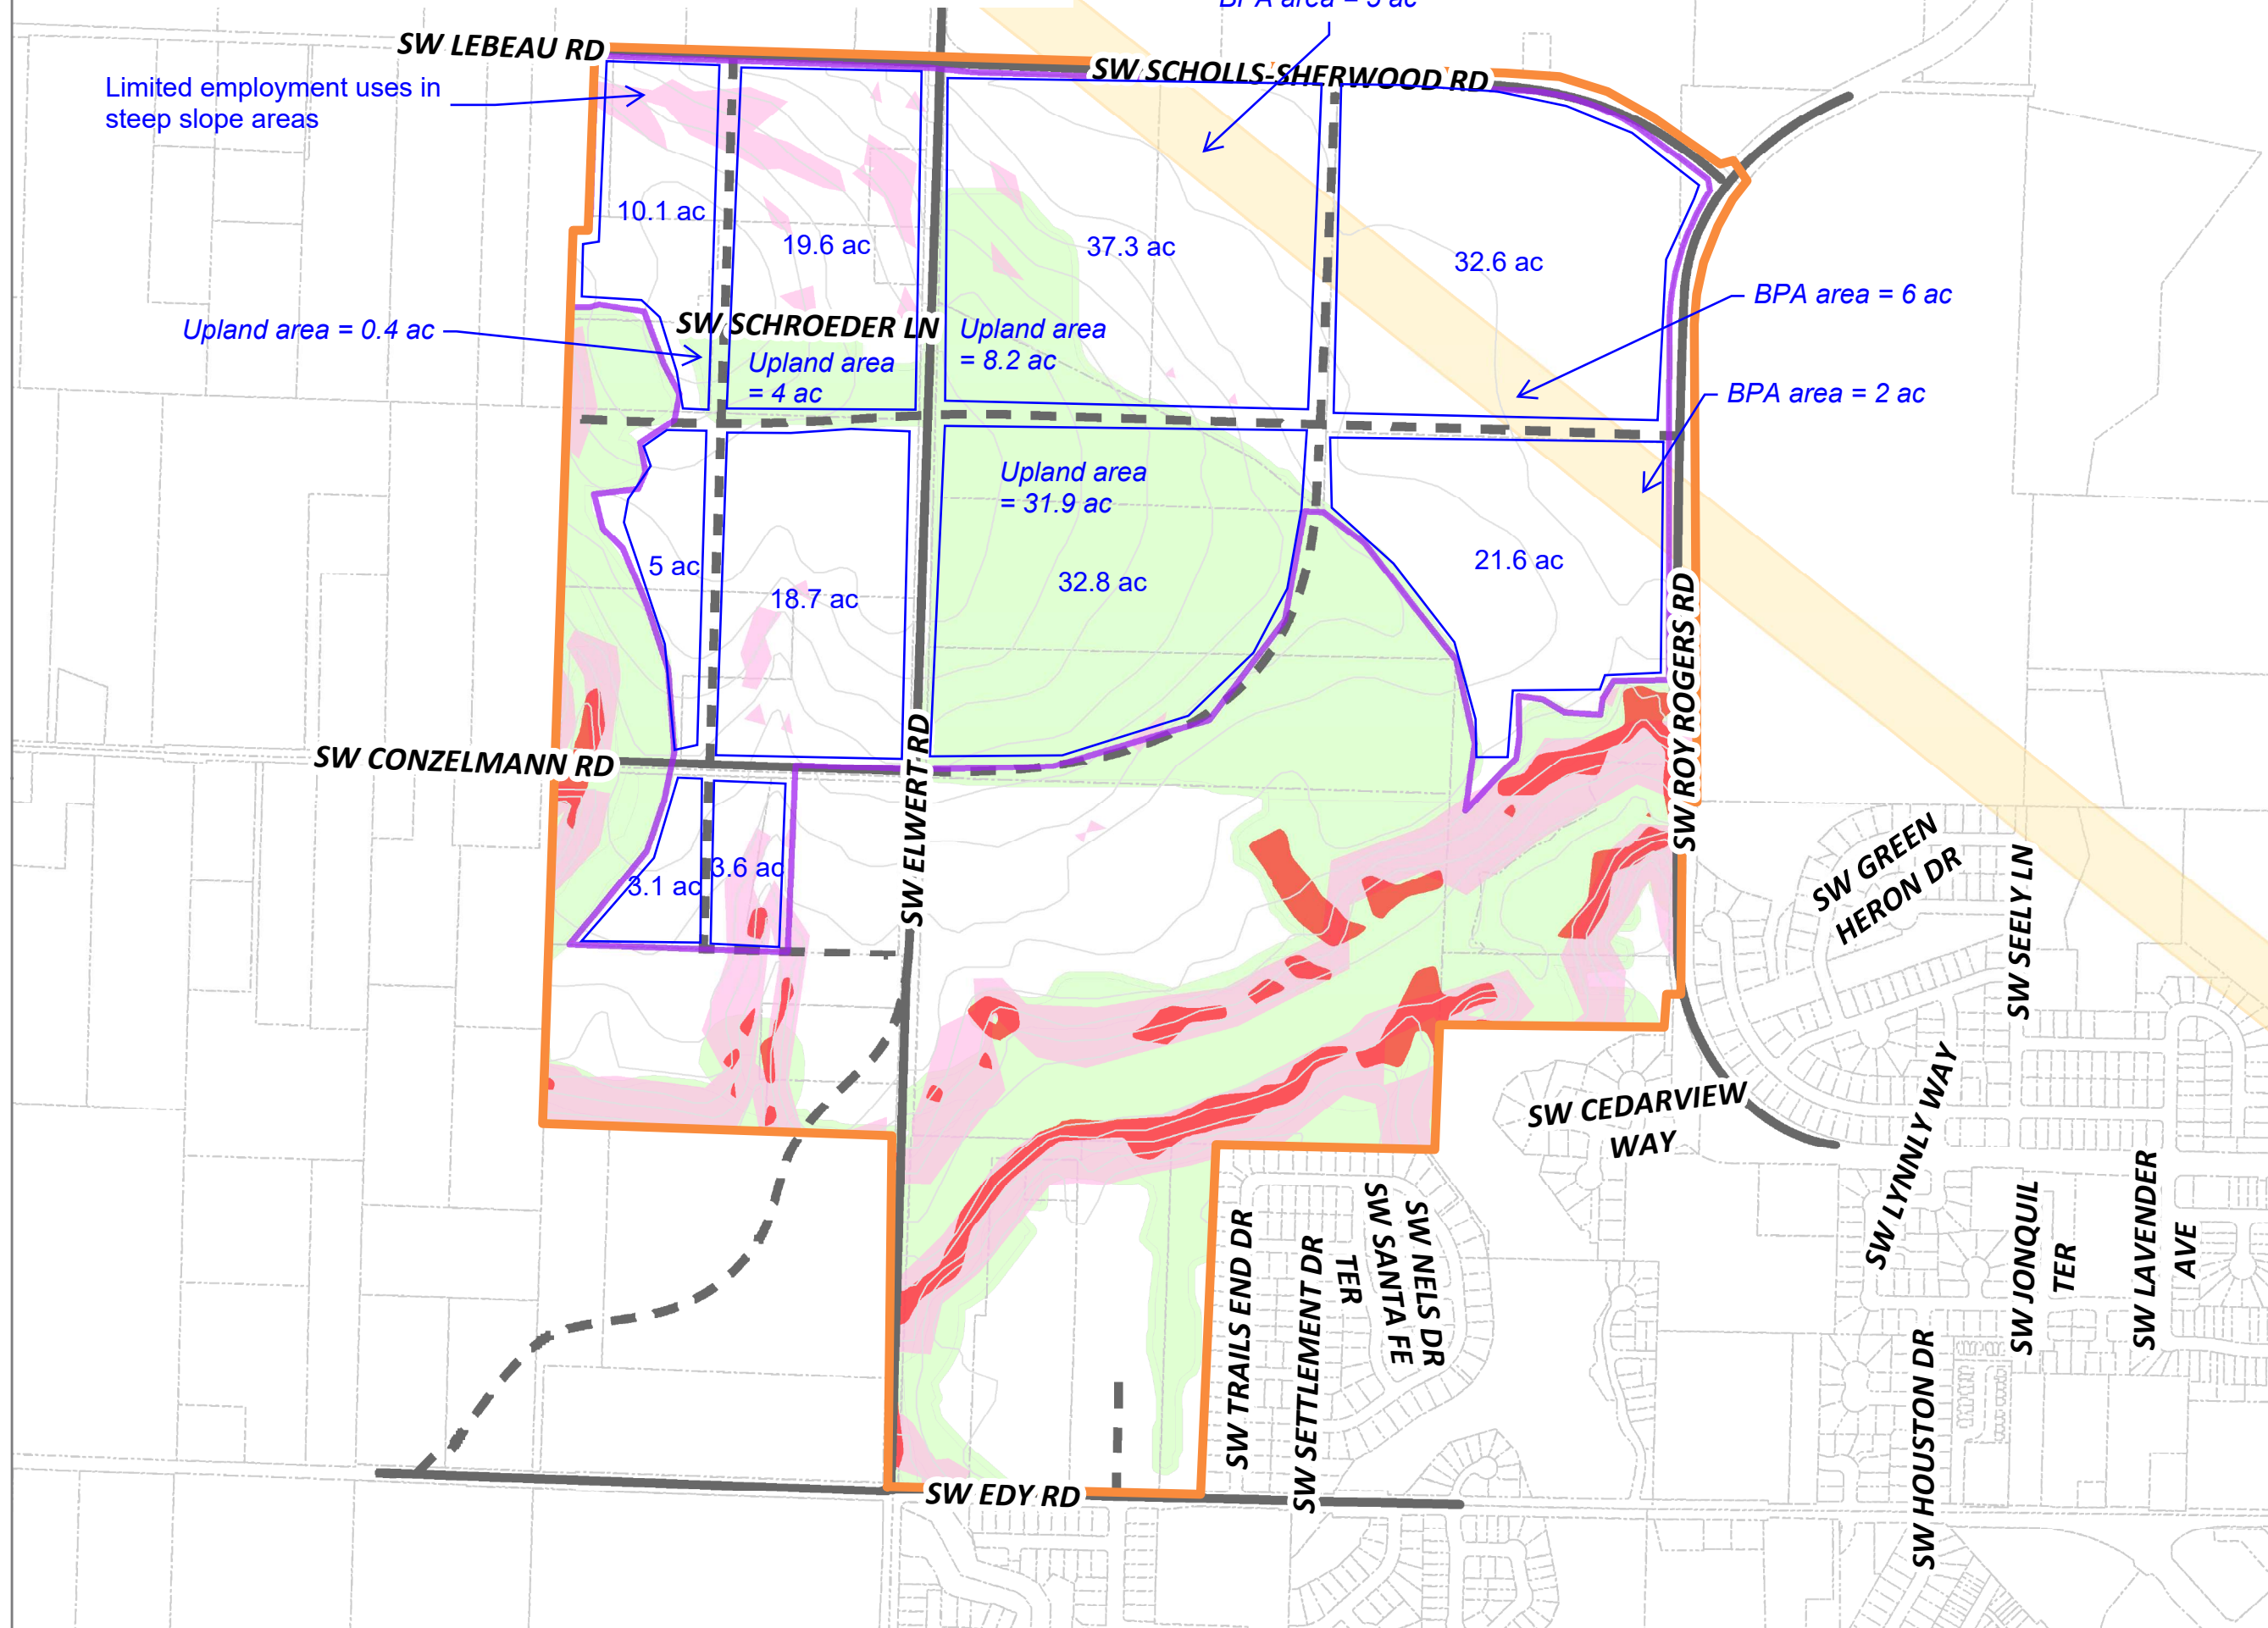 BPA area = 5 ac
SW LEBEAU RD
SW SCHOLLS-SHERWOOD RD
Limited employment uses in
steep slope areas
10.1 ac
19.6 ac
37.3 ac
32.6 ac
BPA area = 6 ac
Upland area = 0.4 ac
SW SCHROEDER LN
Upland area
= 4 ac
Upland area
= 8.2 ac
BPA area = 2 ac
Upland area
= 31.9 ac
5 ac
18.7 ac
32.8 ac
21.6 ac
SW CONZELMANN RD
SW ELWERT RD
SW ROY ROGERS RD
3.1 ac
3.6 ac
SW GREEN
HERON DR
SW SEELY LN
SW CEDARVIEW
WAY
SW LYNNLY WAY
SW TRAILS END DR
SW SETTLEMENT DR
SW SANTA FE
TER
SW NELS DR
SW JONQUIL
TER
SW LAVENDER
AVE
SW HOUSTON DR
SW EDY RD